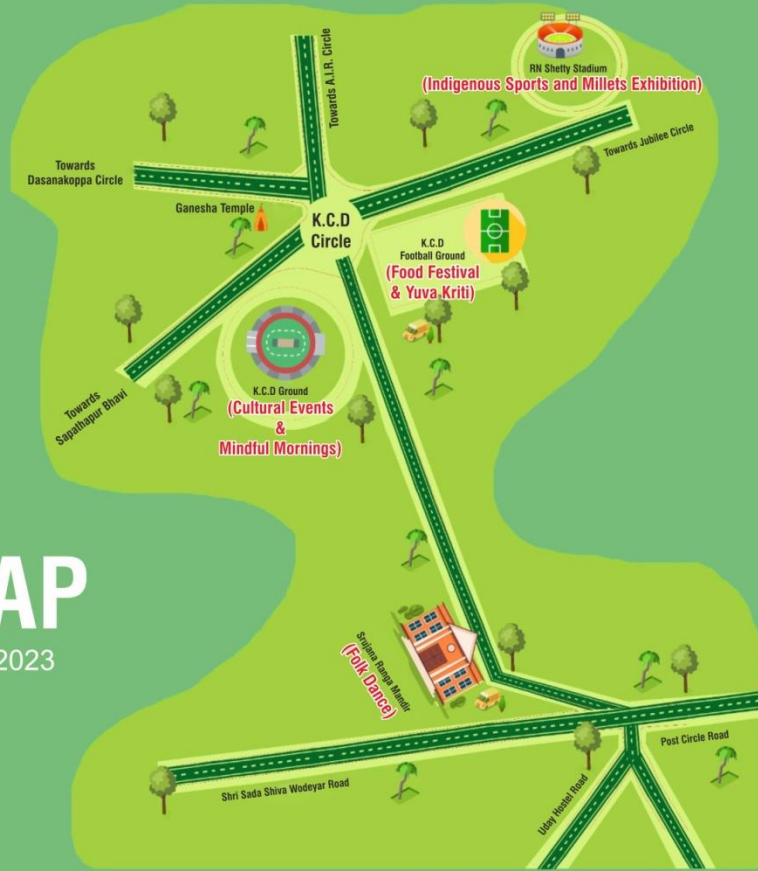 Towards A.I.R. Circle
RN Shetty Stadium
(Indigenous Sports and Millets Exhibition)
Towards Jubilee Circle
Towards
Dasanakoppa Circle
Ganesha Temple
K.C.D
Circle
K.C.D
Football Ground
(Food Festival
& Yuva Kriti)
Towards
Sapathapur Bhavi
K.C.D Ground
(Cultural Events
&
Mindful Mornings)
AP
2023
Srujana Ranga Mandir
(Folk Dance)
Post Circle Road
Shri Sada Shiva Wodeyar Road
Uday Hostel Road